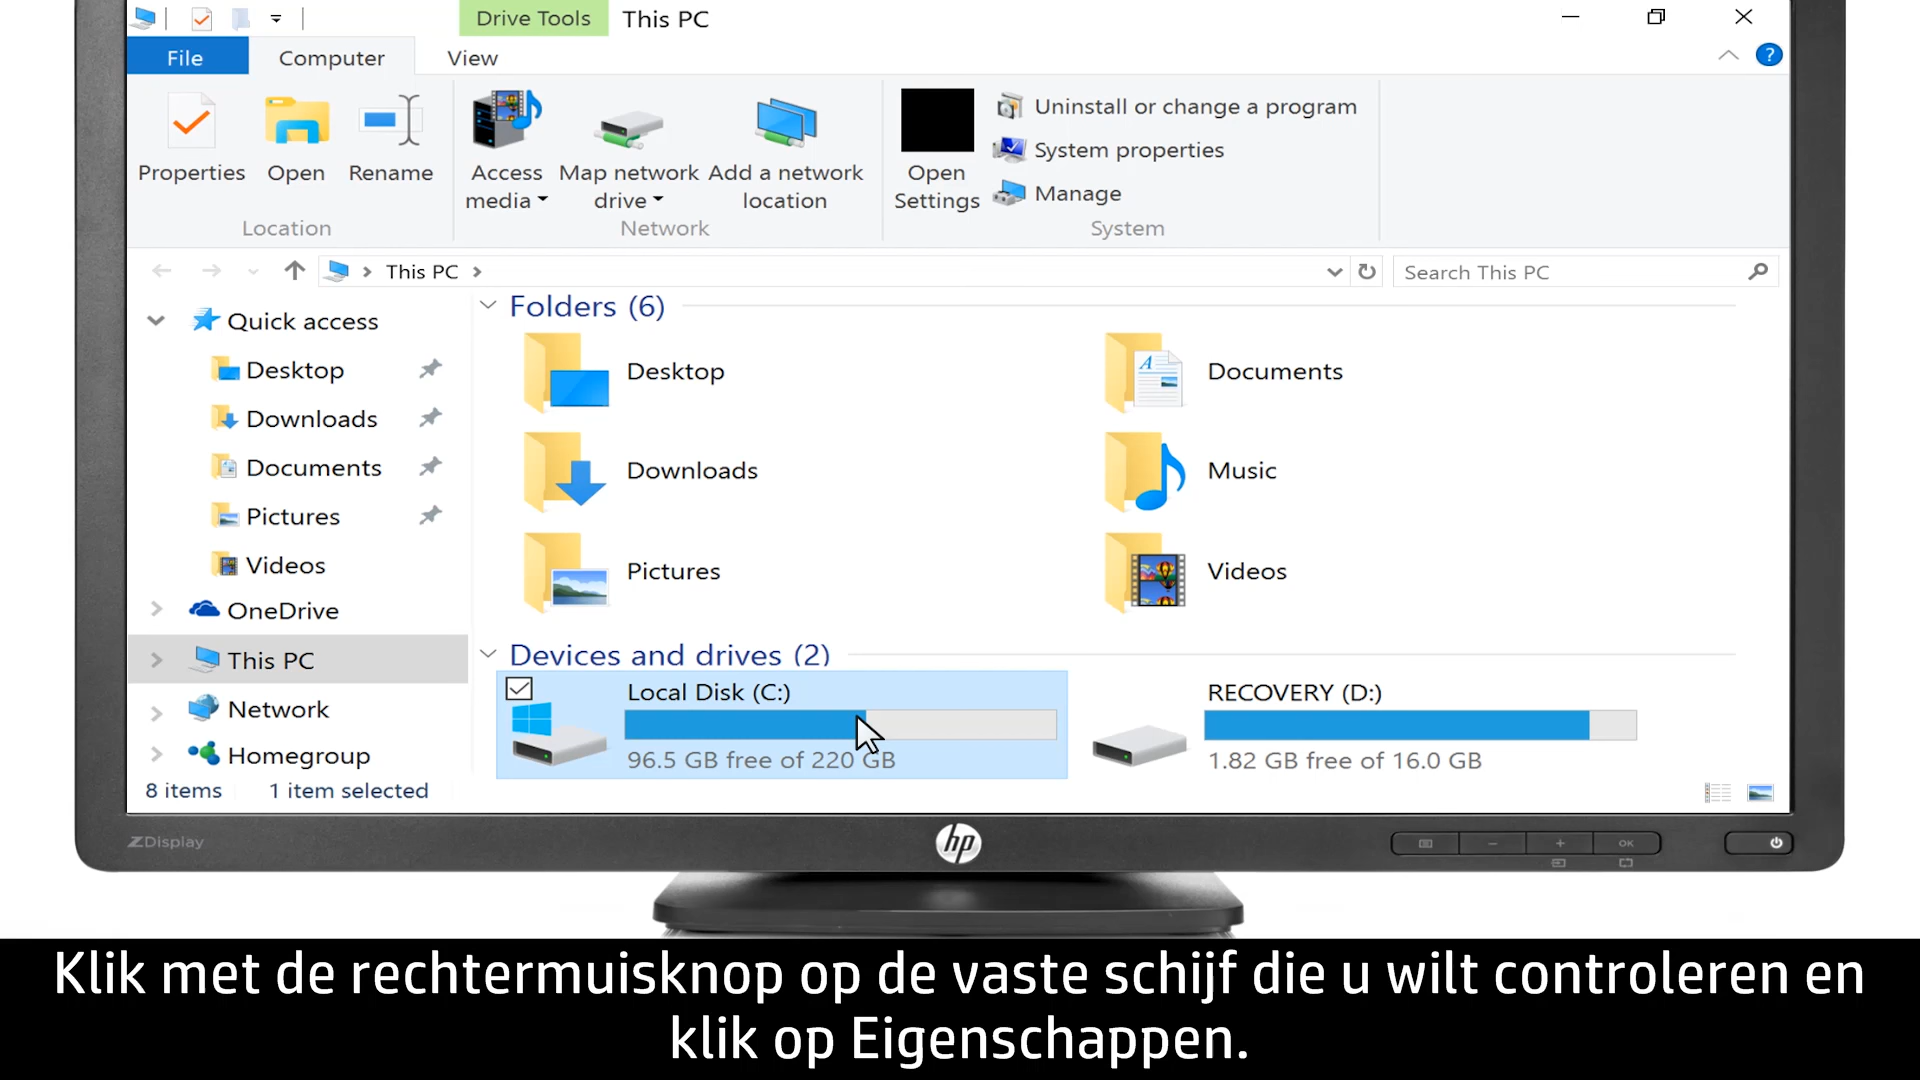 Drive Tools
This PC
File
Computer
View
?
Properties
Open
Rename
Access media
Map network drive
Add a network location
Open Settings
Uninstall or change a program
System properties
Manage
Location
Network
System
This PC
Search This PC
Quick access
Desktop
Downloads
Documents
Pictures
Videos
OneDrive
This PC
Network
Homegroup
Folders (6)
Desktop
Documents
Downloads
Music
Pictures
Videos
Devices and drives (2)
Local Disk (C:)
96.5 GB free of 220 GB
RECOVERY (D:)
1.82 GB free of 16.0 GB
8 items
1 item selected
ZDisplay
hp
OK
Klik met de rechtermuisknop op de vaste schijf die u wilt controleren en
klik op Eigenschappen.